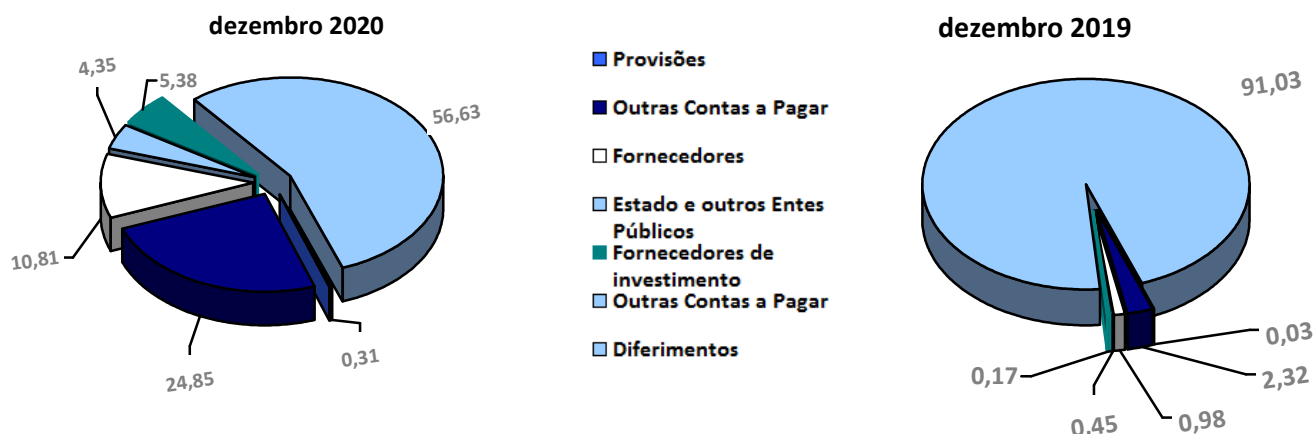 dezembro 2020
4,35
5,38
56,63
10,81
24,85
0,31
Provisões
Outras Contas a Pagar
Fornecedores
Estado e outros Entes
Públicos
Fornecedores de
investimento
Outras Contas a Pagar
Diferimentos
dezembro 2019
91,03
0,03
0,17
2,32
0,45
0,98